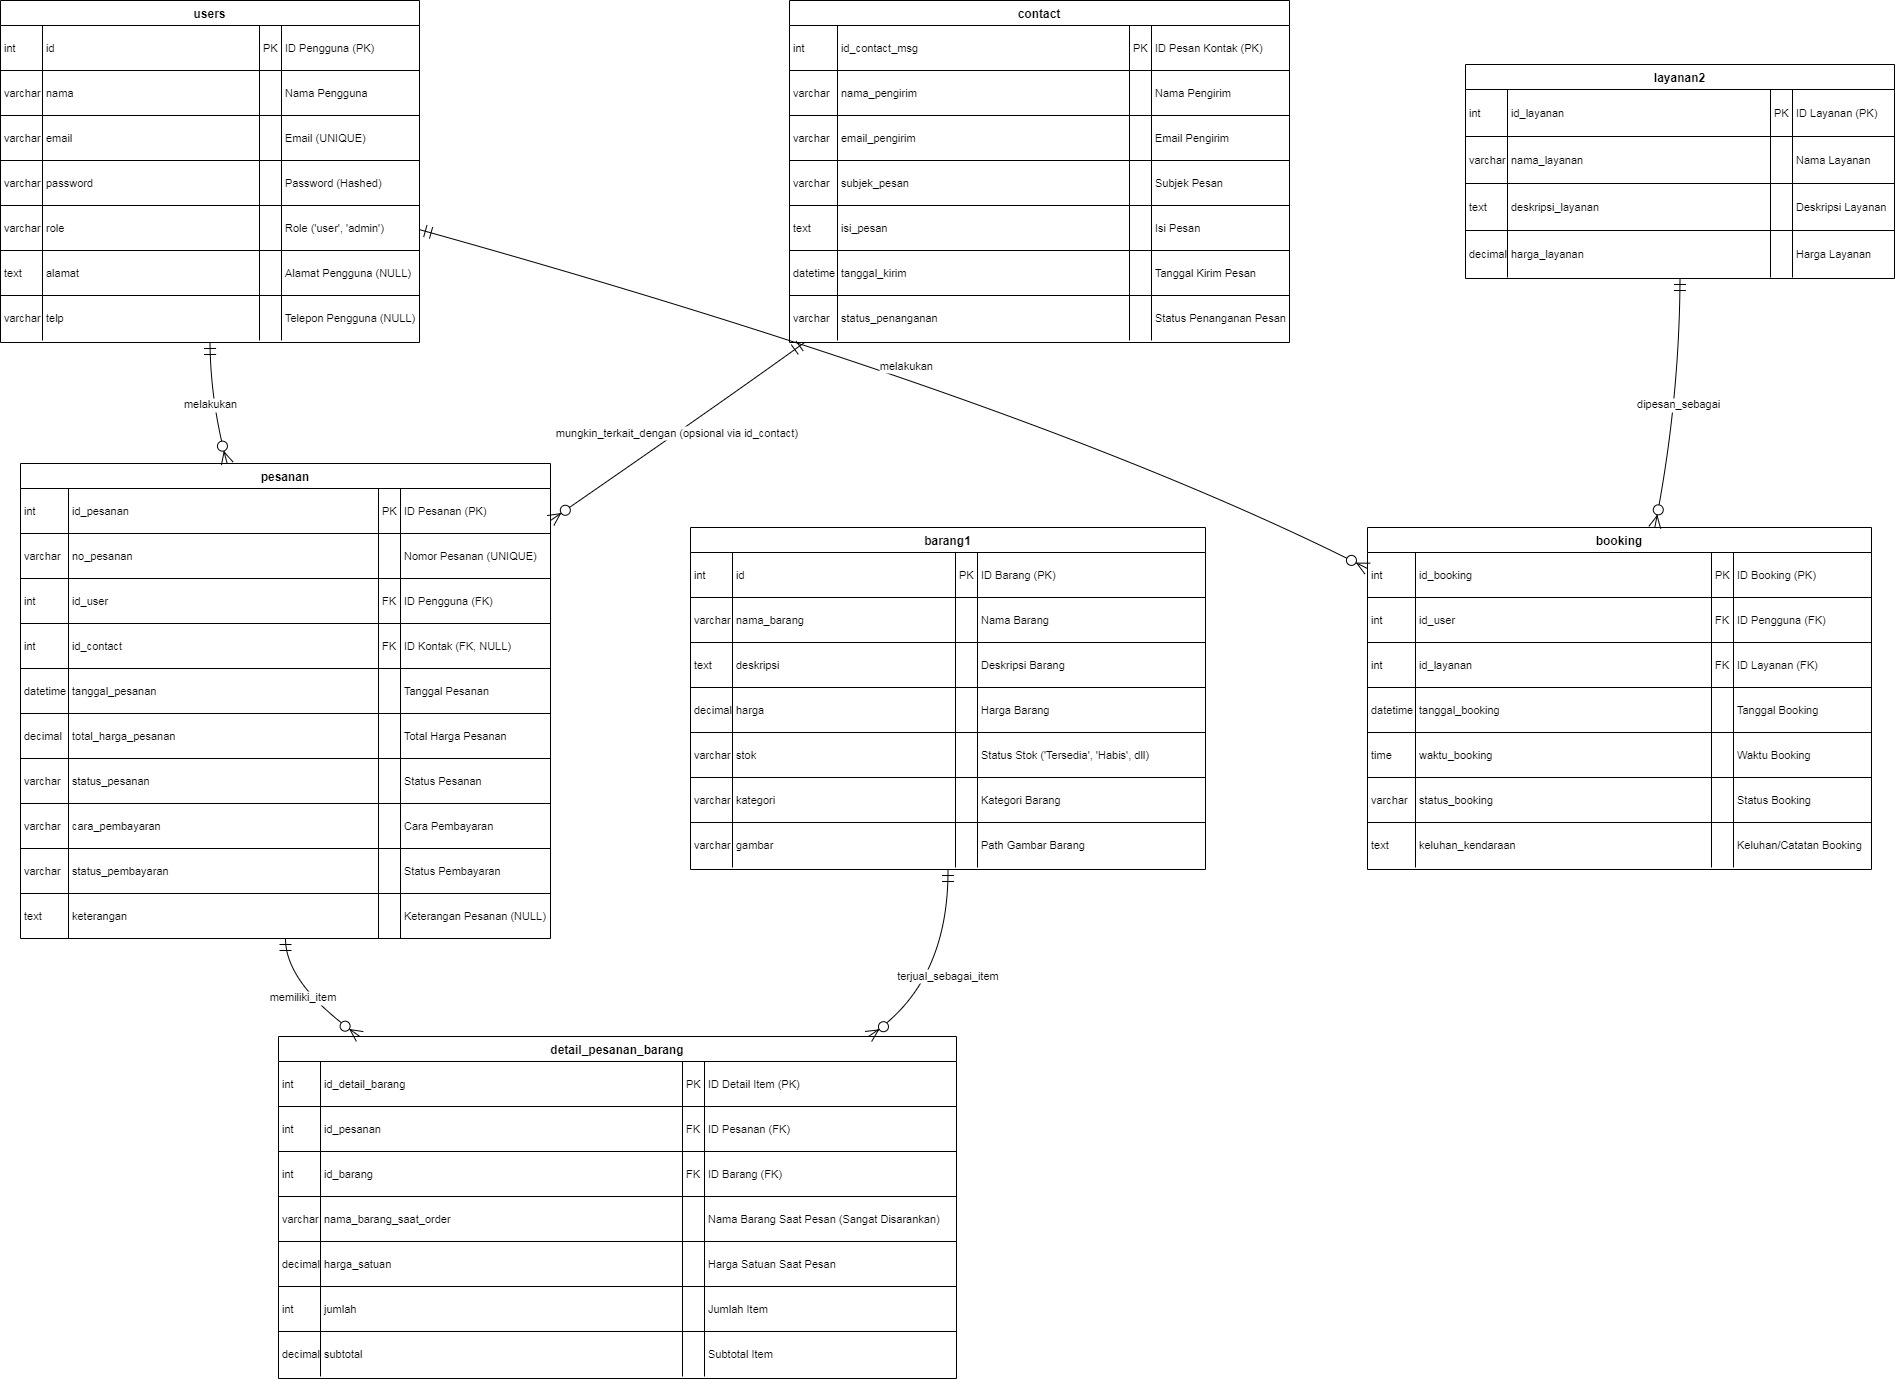 users
int id PK ID Pengguna (PK)
varchar nama Nama Pengguna
varchar email Email (UNIQUE)
varchar password Password (Hashed)
varchar role Role ('user', 'admin')
text alamat Alamat Pengguna (NULL)
varchar telp Telepon Pengguna (NULL)
contact
int id_contact_msg PK ID Pesan Kontak (PK)
varchar nama_pengirim Nama Pengirim
varchar email_pengirim Email Pengirim
varchar subjek_pesan Subjek Pesan
text isi_pesan Isi Pesan
datetime tanggal_kirim Tanggal Kirim Pesan
varchar status_penanganan Status Penanganan Pesan
layanan2
int id_layanan PK ID Layanan (PK)
varchar nama_layanan Nama Layanan
text deskripsi_layanan Deskripsi Layanan
decimal harga_layanan Harga Layanan
melakukan
melakukan
mungkin_terkait_dengan (opsional via id_contact)
dipesan_sebagai
pesanan
int id_pesanan PK ID Pesanan (PK)
varchar no_pesanan Nomor Pesanan (UNIQUE)
int id_user FK ID Pengguna (FK)
int id_contact FK ID Kontak (FK, NULL)
datetime tanggal_pesanan Tanggal Pesanan
decimal total_harga_pesanan Total Harga Pesanan
varchar status_pesanan Status Pesanan
varchar cara_pembayaran Cara Pembayaran
varchar status_pembayaran Status Pembayaran
text keterangan Keterangan Pesanan (NULL)
barang1
int id PK ID Barang (PK)
varchar nama_barang Nama Barang
text deskripsi Deskripsi Barang
decimal harga Harga Barang
varchar stok Status Stok ('Tersedia', 'Habis', dll)
varchar kategori Kategori Barang
varchar gambar Path Gambar Barang
booking
int id_booking PK ID Booking (PK)
int id_user FK ID Pengguna (FK)
int id_layanan FK ID Layanan (FK)
datetime tanggal_booking Tanggal Booking
time waktu_booking Waktu Booking
varchar status_booking Status Booking
text keluhan_kendaraan Keluhan/Catatan Booking
memiliki_item
terjual_sebagai_item
detail_pesanan_barang
int id_detail_barang PK ID Detail Item (PK)
int id_pesanan FK ID Pesanan (FK)
int id_barang FK ID Barang (FK)
varchar nama_barang_saat_order Nama Barang Saat Pesan (Sangat Disarankan)
decimal harga_satuan Harga Satuan Saat Pesan
int jumlah Jumlah Item
decimal subtotal Subtotal Item